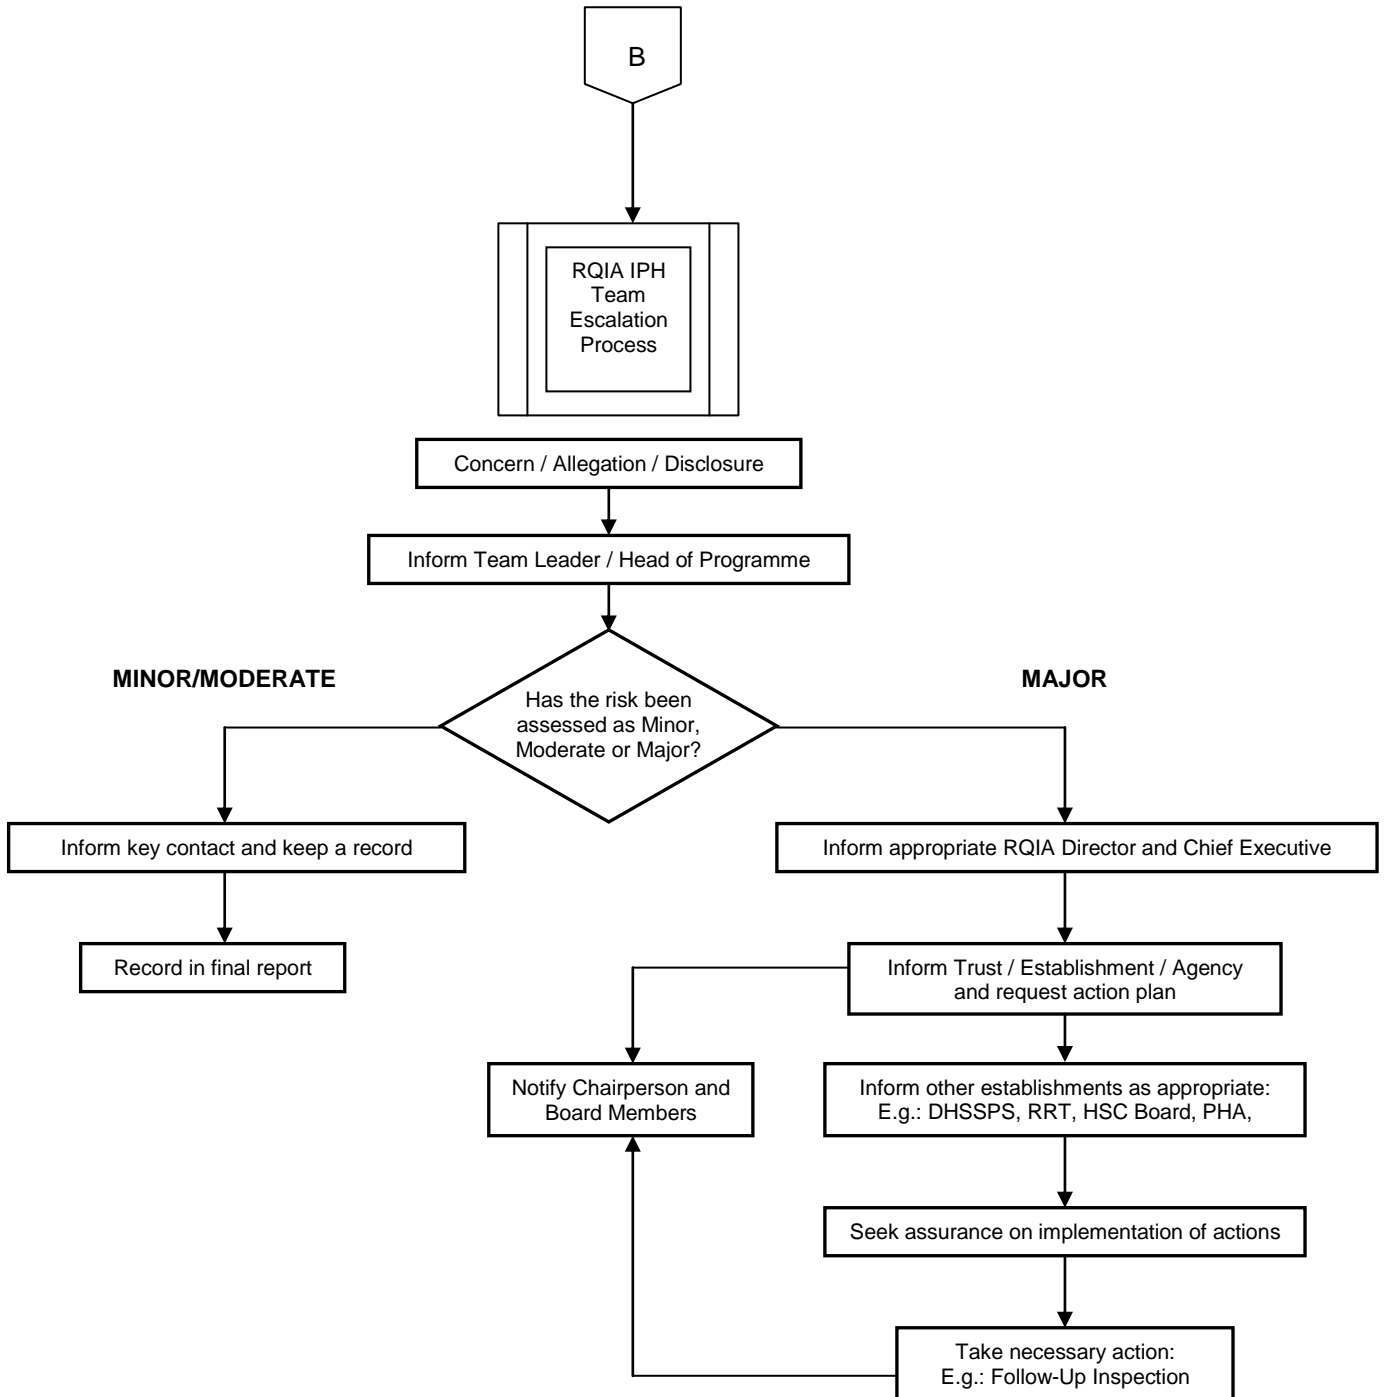 B
RQIA IPH
Team
Escalation
Process
Concern / Allegation / Disclosure
Inform Team Leader / Head of Programme
MINOR/MODERATE
MAJOR
Has the risk been
assessed as Minor,
Moderate or Major?
Inform key contact and keep a record
Inform appropriate RQIA Director and Chief Executive
Record in final report
Inform Trust / Establishment / Agency
and request action plan
Notify Chairperson and
Board Members
Inform other establishments as appropriate:
E.g.: DHSSPS, RRT, HSC Board, PHA,
Seek assurance on implementation of actions
Take necessary action:
E.g.: Follow-Up Inspection